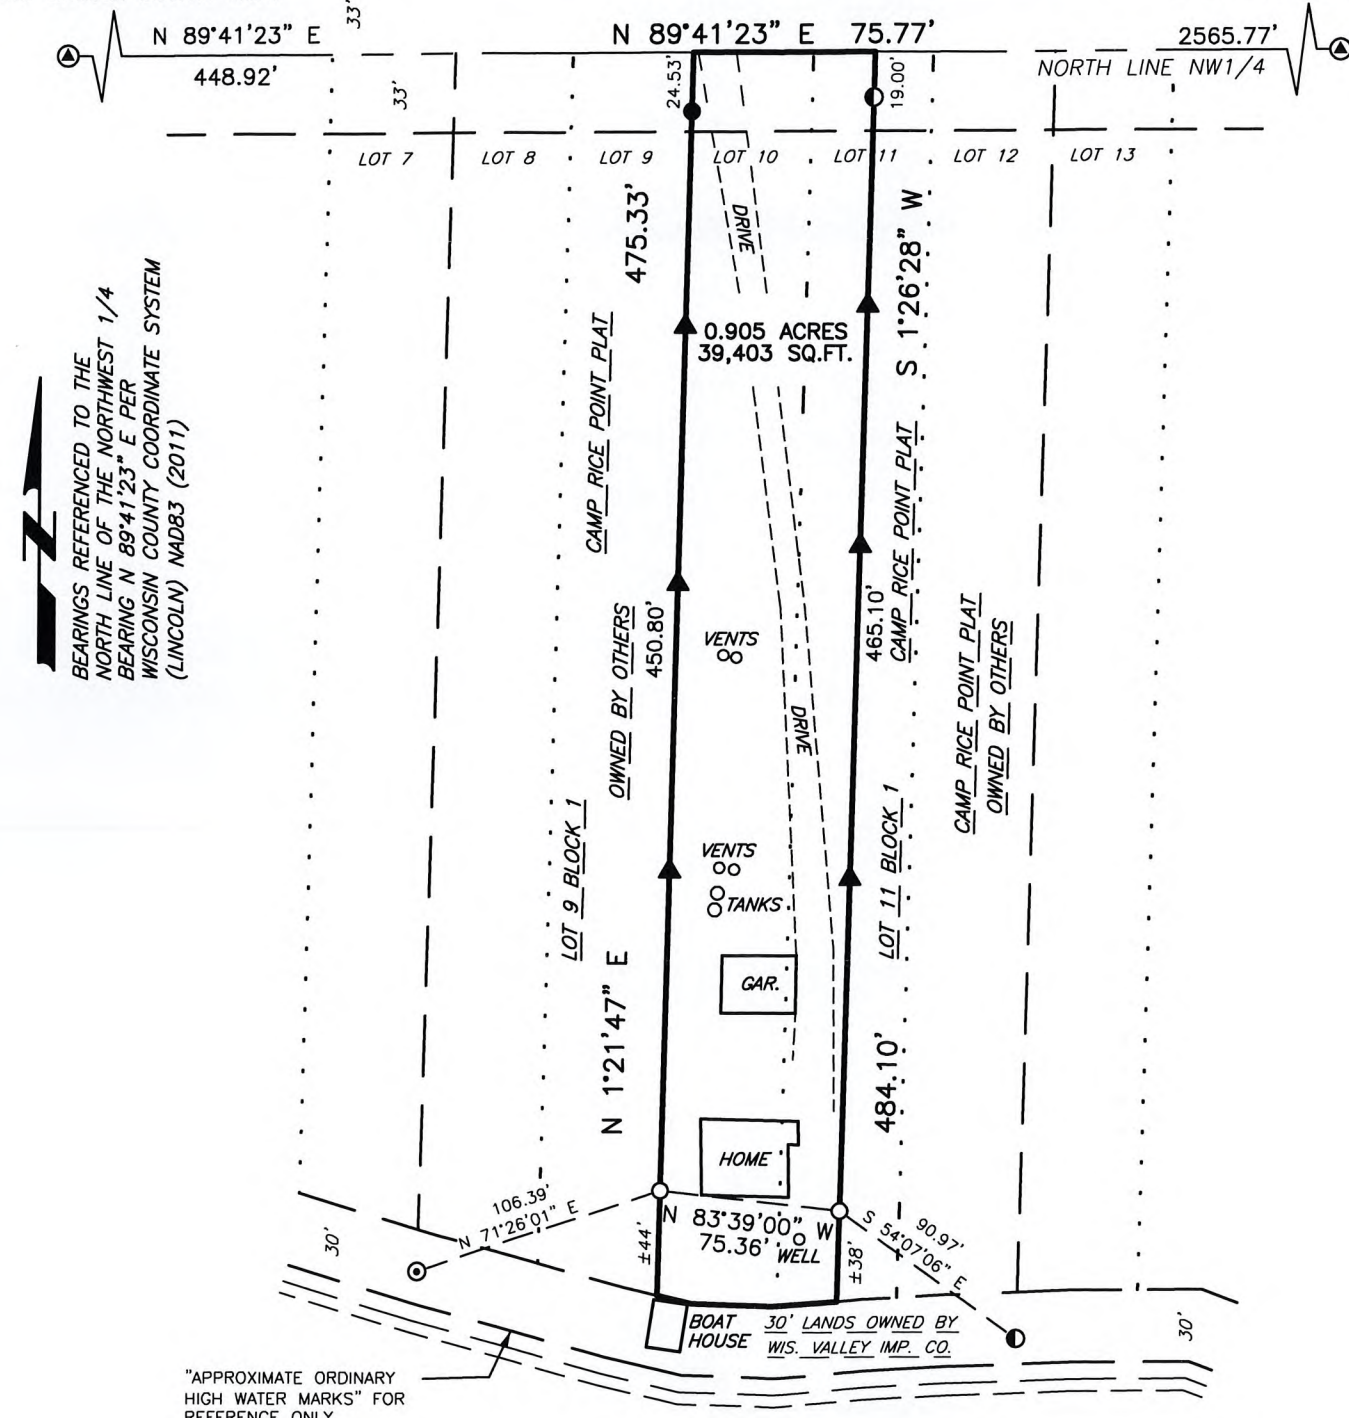 33'
N 89°41'23" E
448.92'
33'
N 89°41'23" E 75.77'
2565.77'
NORTH LINE NW1/4
24.53'
19.00'
LOT 7
LOT 8
LOT 9
LOT 10
LOT 11
LOT 12
LOT 13
475.33'
DRIVE
S 1°26'28" W
0.905 ACRES
39,403 SQ.FT.
BEARINGS REFERENCED TO THE
NORTH LINE OF THE NORTHWEST 1/4
BEARING N 89°41'23" E PER
WISCONSIN COUNTY COORDINATE SYSTEM
(LINCOLN) NAD83 (2011)
N
CAMP RICE POINT PLAT
OWNED BY OTHERS
450.80'
VENTS
465.10'
CAMP RICE POINT PLAT
CAMP RICE POINT PLAT
OWNED BY OTHERS
DRIVE
LOT 9 BLOCK 1
VENTS
TANKS
LOT 11 BLOCK 1
GAR.
N 1°21'47" E
484.10'
HOME
106.39'
N 71°26'01" E
N 83°39'00" W
75.36'
WELL
90.97'
S 54°07'06" E
30'
±44'
±38'
BOAT
HOUSE
30' LANDS OWNED BY
WIS. VALLEY IMP. CO.
30'
"APPROXIMATE ORDINARY
HIGH WATER MARKS" FOR
REFERENCE ONLY